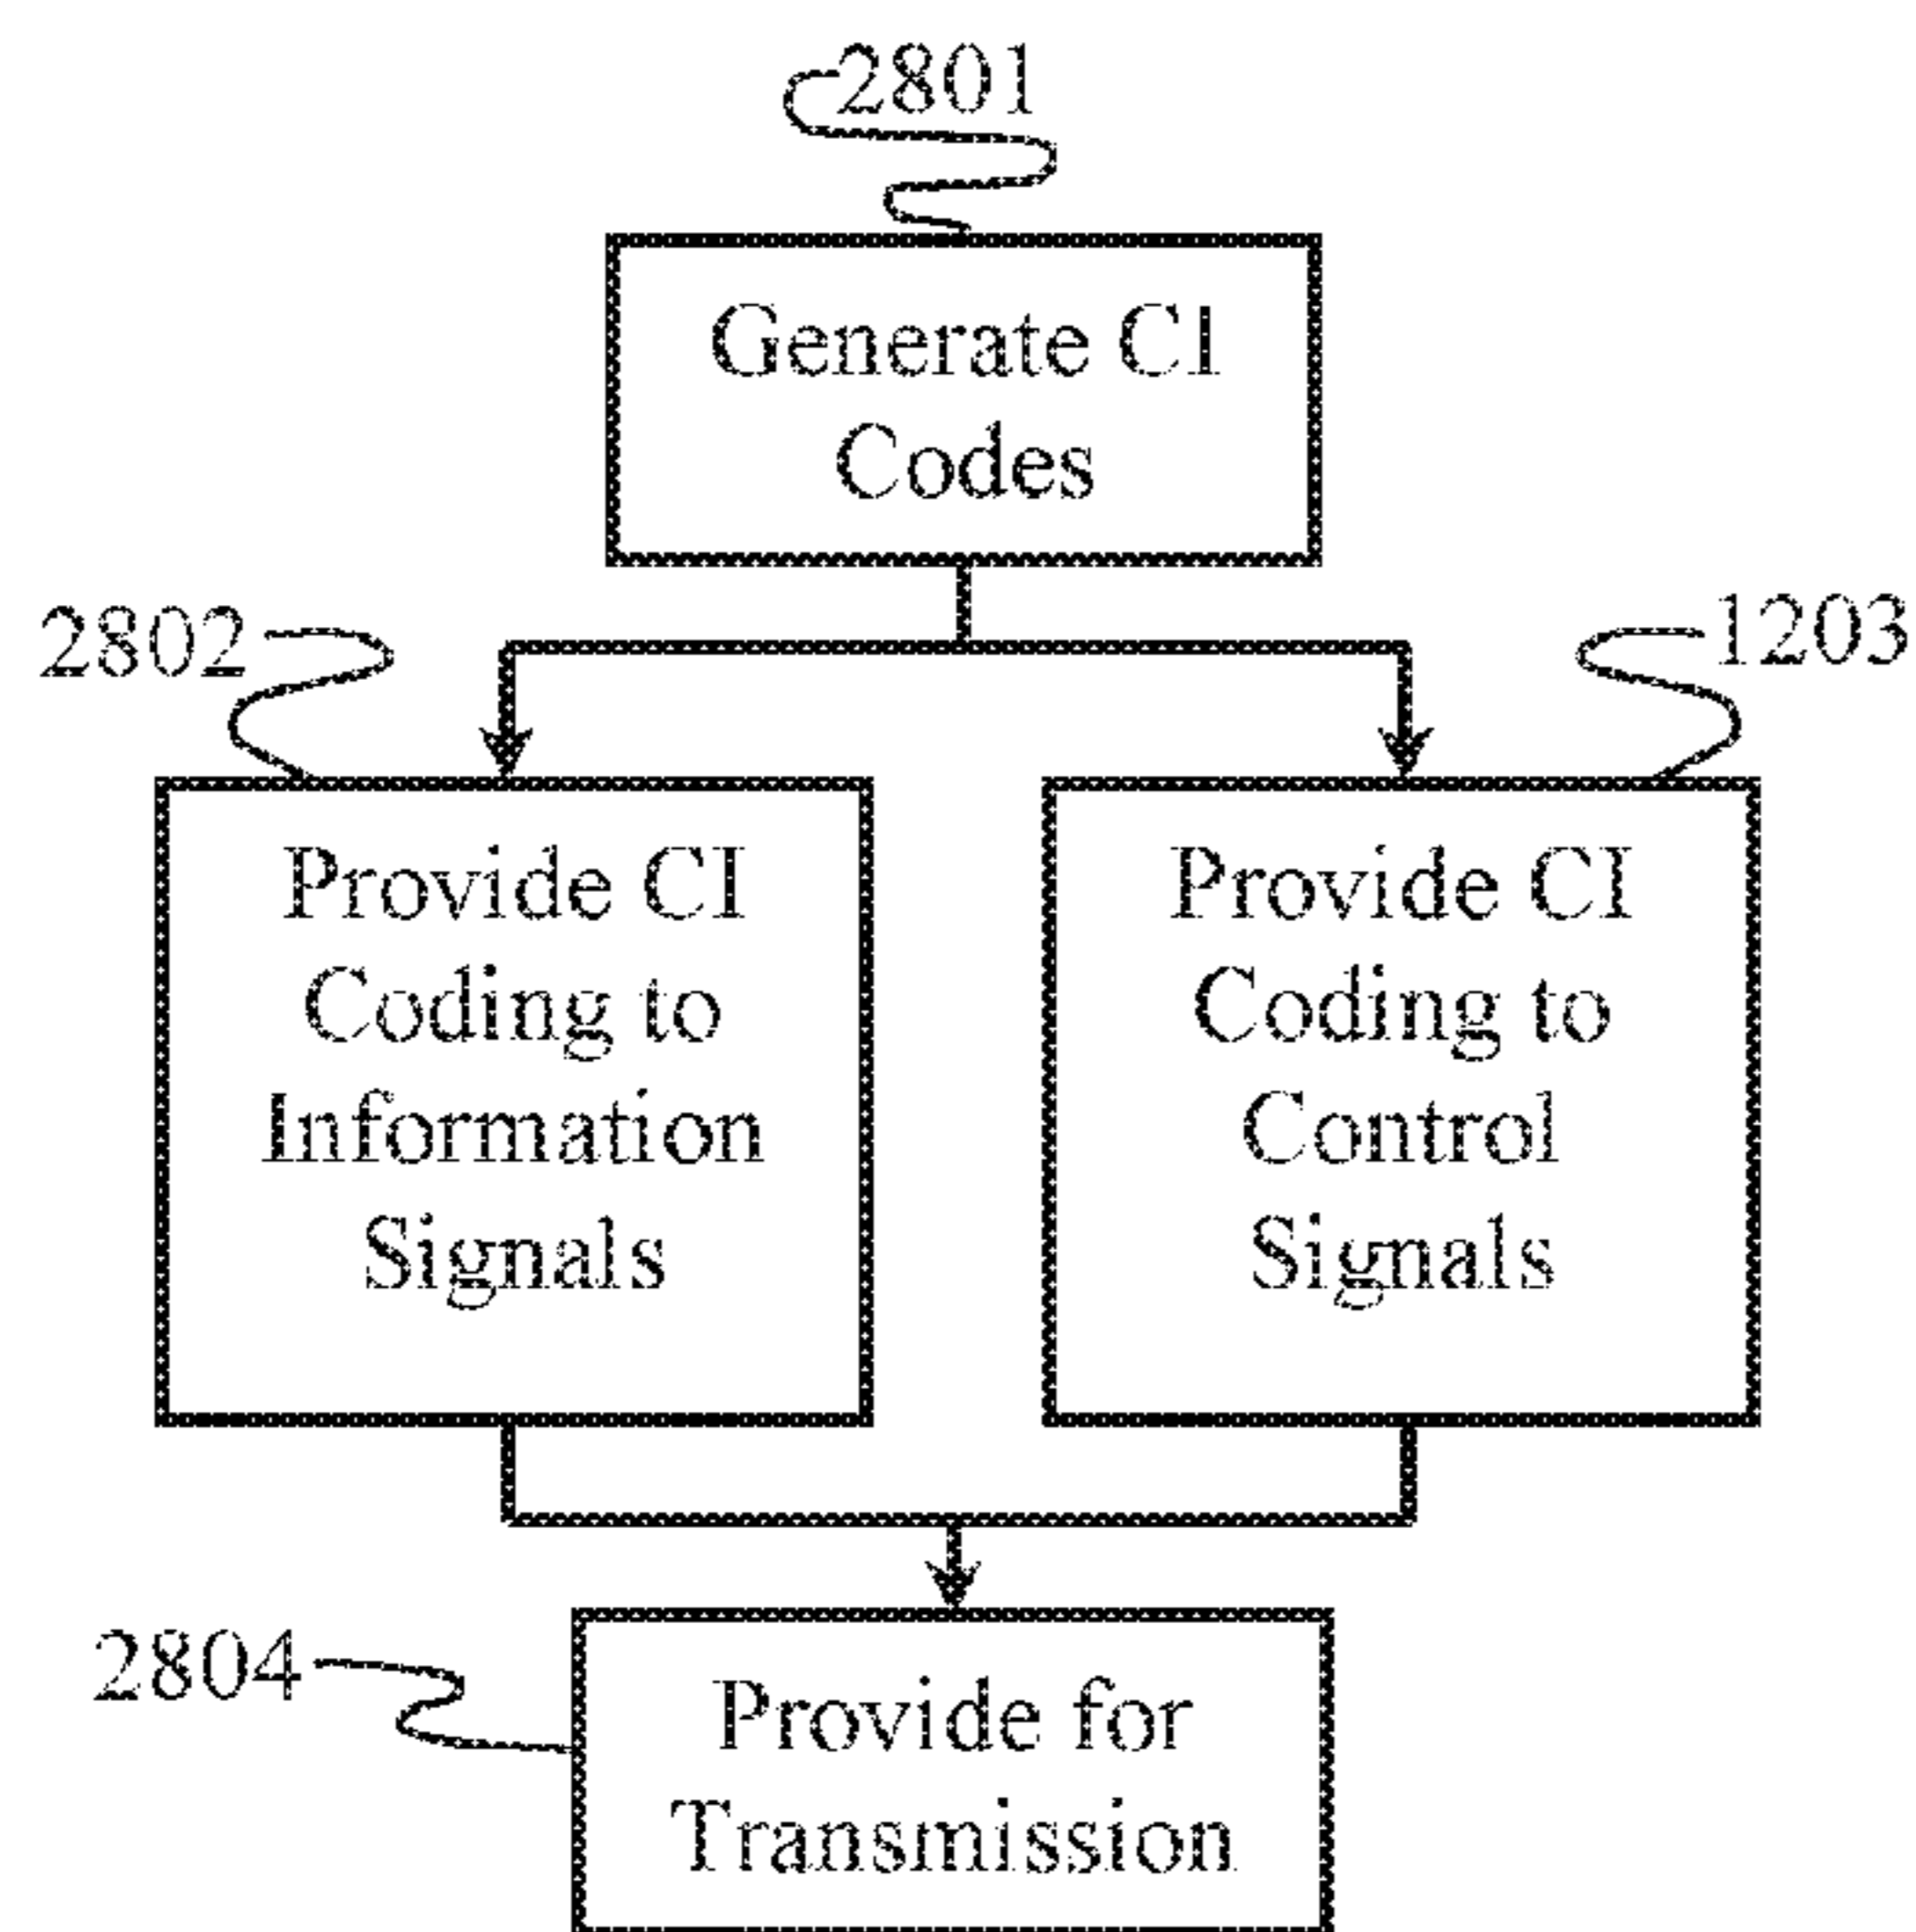 2801
Generate CI
Codes
2802
1203
Provide CI
Coding to
Information
Signals
Provide CI
Coding to
Control
Signals
2804
Provide for
Transmission